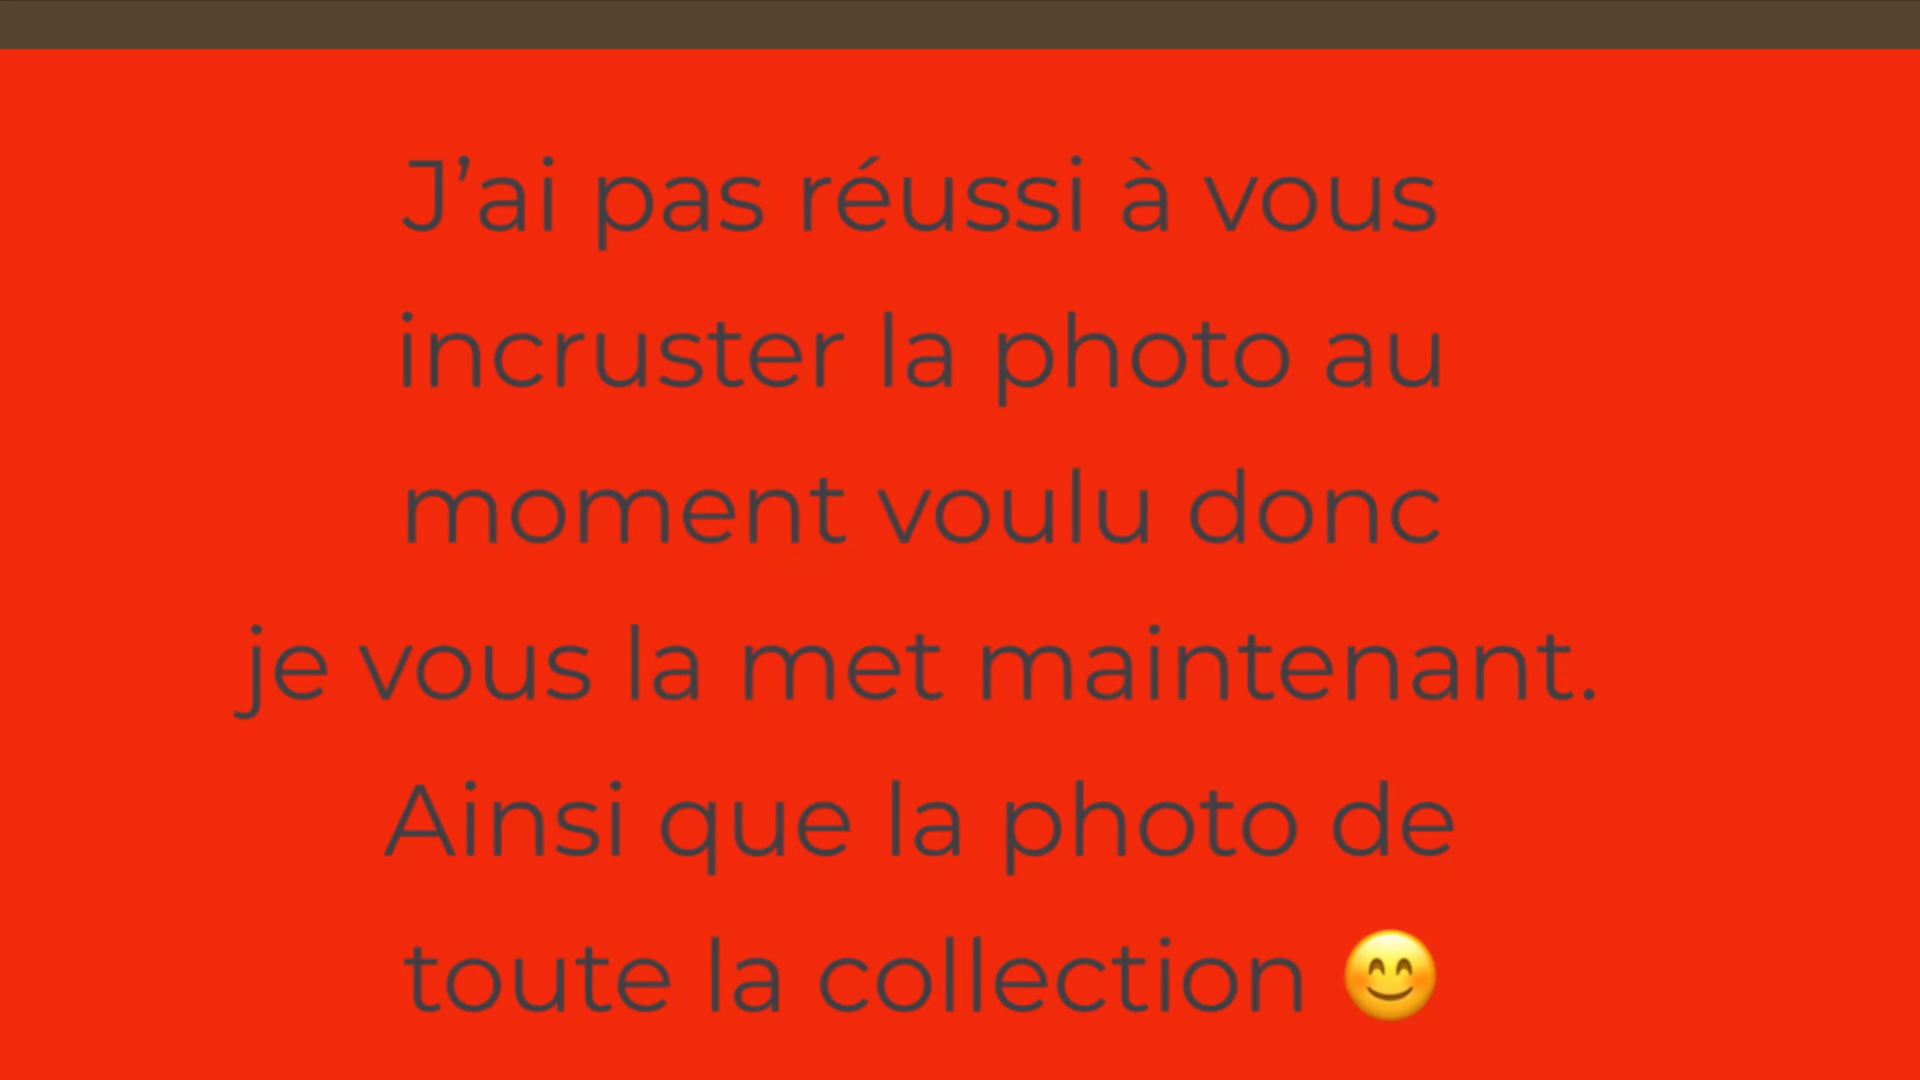 J’ai pas réussi à vous
incruster la photo au
moment voulu donc
je vous la met maintenant.
Ainsi que la photo de
toute la collection 😊